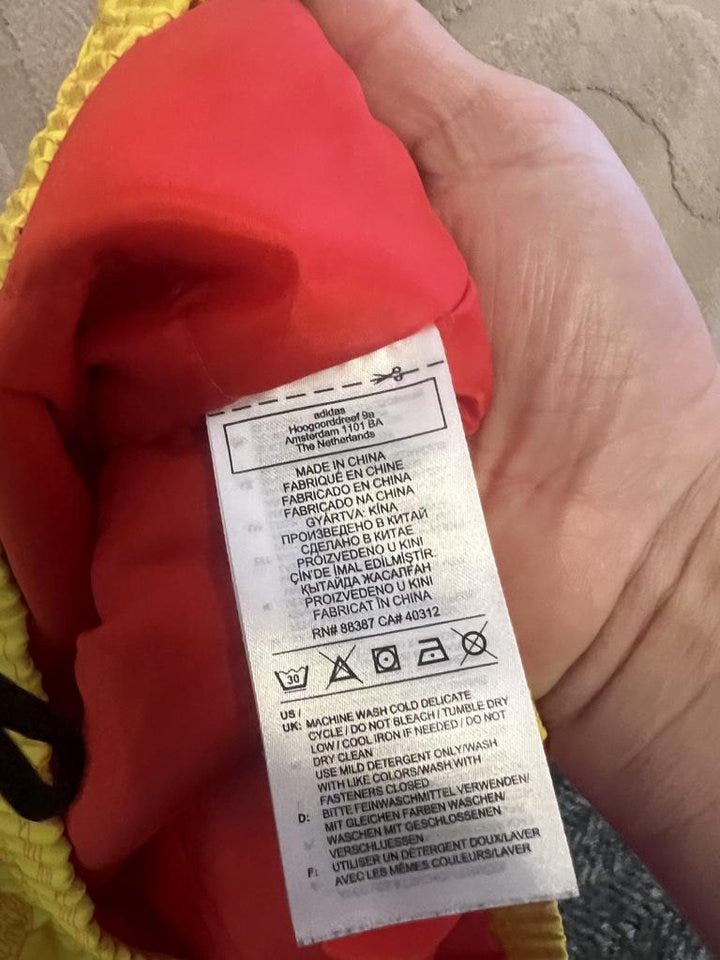 adidas
Hoogoorddreef 9a
Amsterdam 1101 BA
The Netherlands
MADE IN CHINA
FABRIQUÉ EN CHINE
FABRICADO EN CHINA
FABRICADO NA CHINA
GYÁRTVA: KÍNA
ПРОИЗВЕДЕНО В КИТАЙ
СДЕЛАНО В КИТАЕ
PROIZVEDENO U KINI
ÇİN'DE İMAL EDİLMİŞTİR.
ҚЫТАЙДА ЖАСАЛҒАН
PROIZVEDENO U KINI
FABRICAT ÎN CHINA
RN# 88387 CA# 40312
30
US /
UK: MACHINE WASH COLD DELICATE
CYCLE / DO NOT BLEACH / TUMBLE DRY
LOW / COOL IRON IF NEEDED / DO NOT
DRY CLEAN
USE MILD DETERGENT ONLY/WASH
WITH LIKE COLORS/WASH WITH
FASTENERS CLOSED
D: BITTE FEINWASCHMITTEL VERWENDEN/
MIT GLEICHEN FARBEN WASCHEN/
WASCHEN MIT GESCHLOSSENEN
VERSCHLUESSEN
F: UTILISER UN DÉTERGENT DOUX/LAVER
AVEC LES MÊMES COULEURS/LAVER